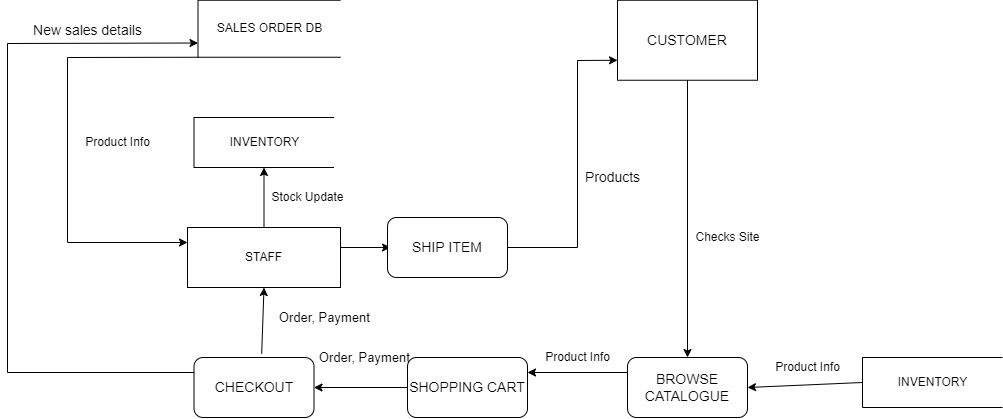 New sales details
SALES ORDER DB
CUSTOMER
Product Info
INVENTORY
Stock Update
Products
STAFF
SHIP ITEM
Checks Site
Order, Payment
Order, Payment
Product Info
Product Info
CHECKOUT
SHOPPING CART
BROWSE
CATALOGUE
INVENTORY